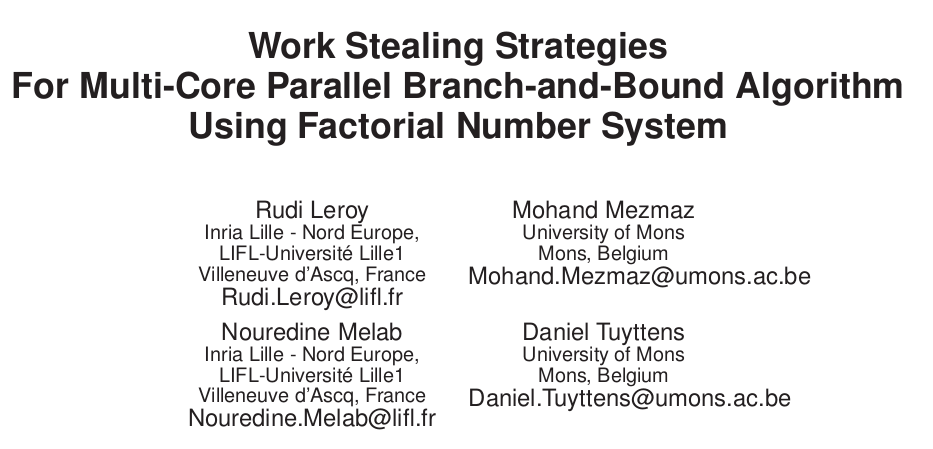 Work Stealing Strategies
For Multi-Core Parallel Branch-and-Bound Algorithm
Using Factorial Number System
Rudi Leroy
Inria Lille - Nord Europe,
LIFL-Université Lille1
Villeneuve d'Ascq, France
Rudi.Leroy@lifl.fr
Mohand Mezmaz
University of Mons
Mons, Belgium
Mohand.Mezmaz@umons.ac.be
Nouredine Melab
Inria Lille - Nord Europe,
LIFL-Université Lille1
Villeneuve d'Ascq, France
Nouredine.Melab@lifl.fr
Daniel Tuyttens
University of Mons
Mons, Belgium
Daniel.Tuyttens@umons.ac.be